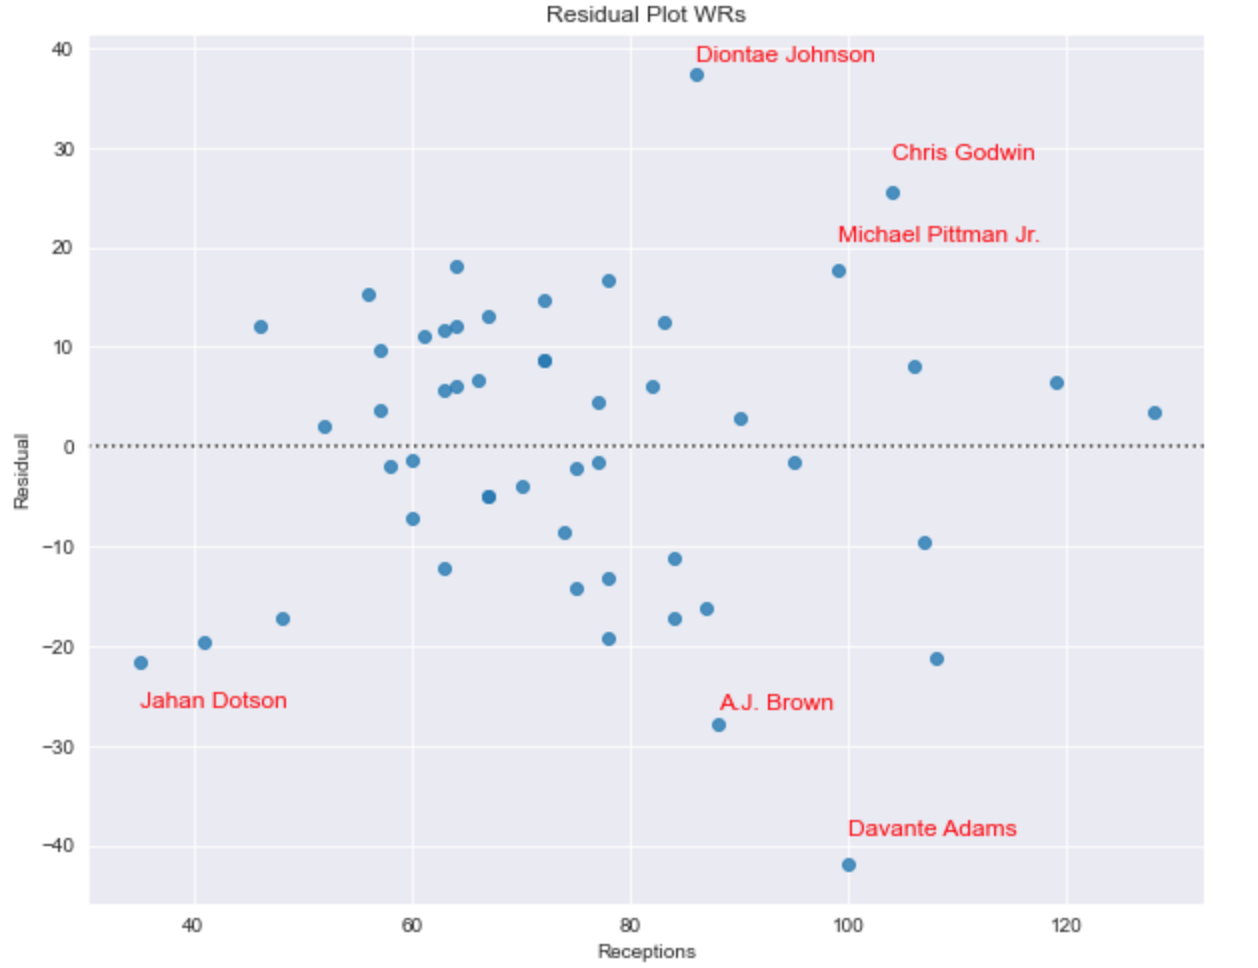 Residual Plot WRs
40
Diontae Johnson
30
Chris Godwin
Michael Pittman Jr.
20
10
0
Residual
−10
−20
Jahan Dotson
A.J. Brown
−30
Davante Adams
−40
40 60 80 100 120
Receptions